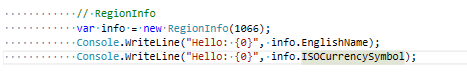 // RegionInfo
var info = new RegionInfo(1066);
Console.WriteLine("Hello: {0}", info.EnglishName);
Console.WriteLine("Hello: {0}", info.ISOCurrencySymbol);